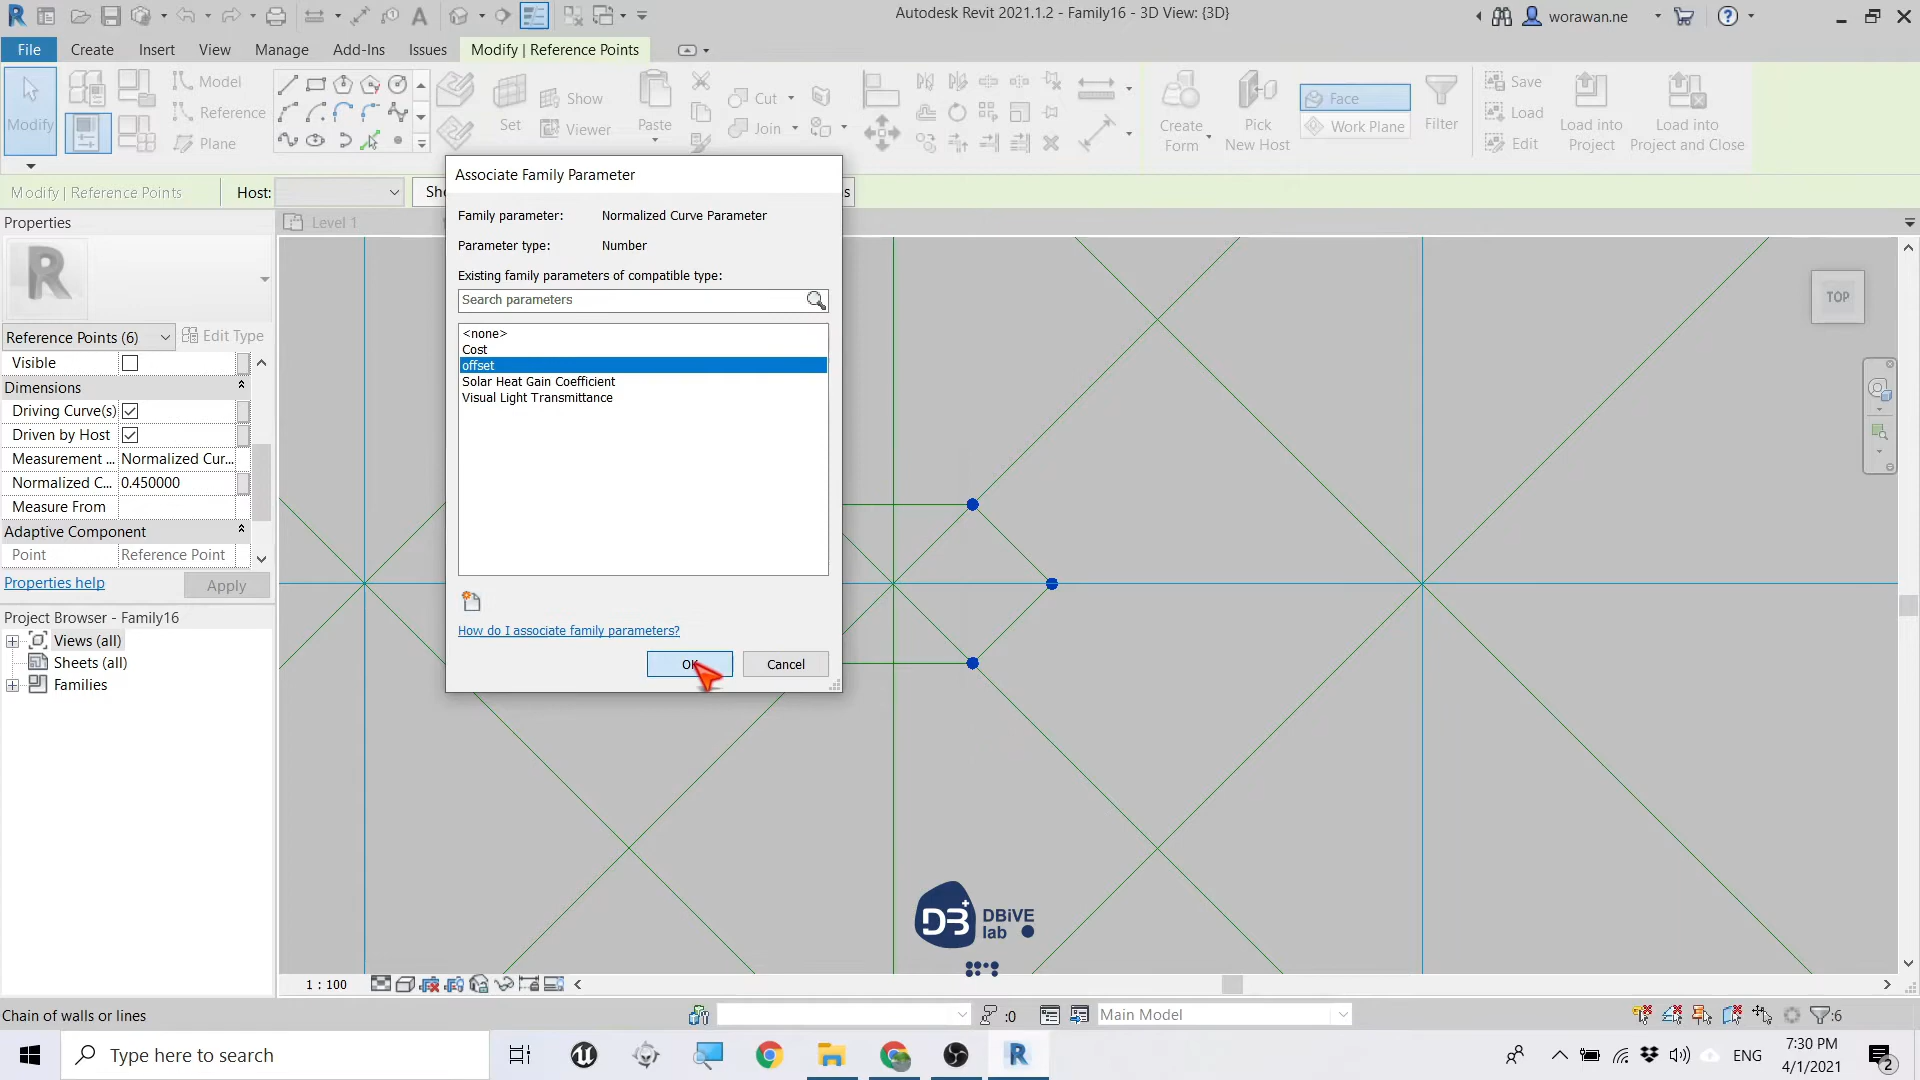 Autodesk Revit 2021.1.2 - Family16 - 3D View: {3D}
worawan.ne
File
Create
Insert
View
Manage
Add-Ins
Issues
Modify | Reference Points
Modify
Model
Reference
Plane
Set
Show
Viewer
Paste
Cut
Join
Create
Form
Pick
New Host
Face
Work Plane
Filter
Save
Load
Edit
Load into
Project
Load into
Project and Close
Modify | Reference Points
Host:
Properties
Level 1
Reference Points (6)
Edit Type
Visible
Dimensions
Driving Curve(s)
Driven by Host
Measurement ... Normalized Cur...
Normalized C... 0.450000
Measure From
Adaptive Component
Point Reference Point
Properties help
Apply
Project Browser - Family16
Views (all)
Sheets (all)
Families
Associate Family Parameter
Family parameter: Normalized Curve Parameter
Parameter type: Number
Existing family parameters of compatible type:
Search parameters
<none>
Cost
offset
Solar Heat Gain Coefficient
Visual Light Transmittance
How do I associate family parameters?
OK
Cancel
TOP
DBiVE
lab
1 : 100
Chain of walls or lines
:0
Main Model
:6
Type here to search
ENG
7:30 PM
4/1/2021
2